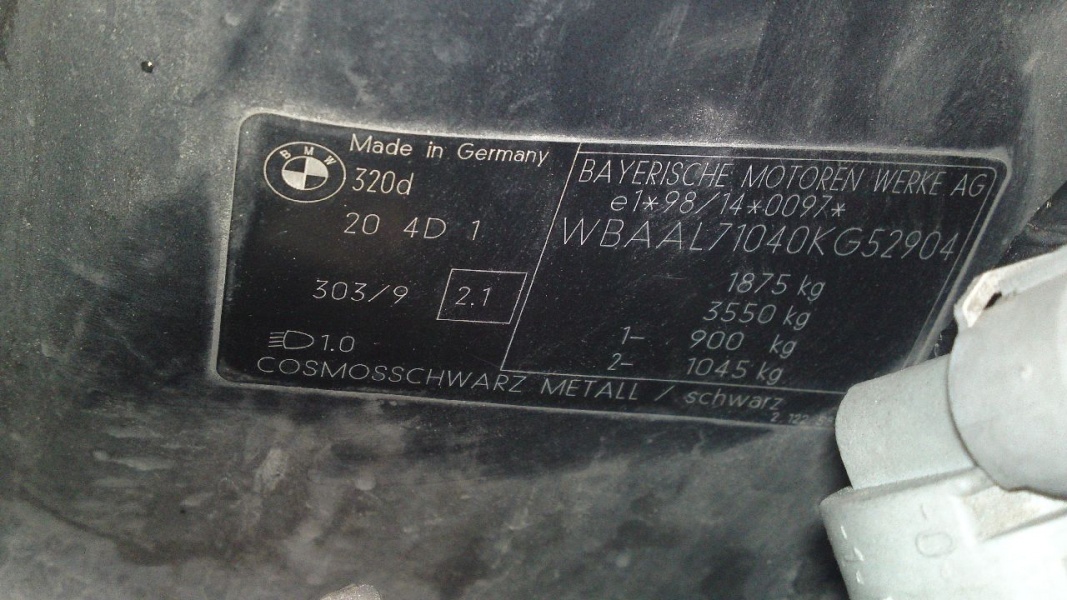 BMW
Made in Germany
320d
20 4D 1
303/9 2.1
1.0
BAYERISCHE MOTOREN WERKE AG
e1*98/14*0097*
WBAAL71040KG52904
1875 kg
3550 kg
1- 900 kg
2- 1045 kg
COSMOSSCHWARZ METALL / schwarz